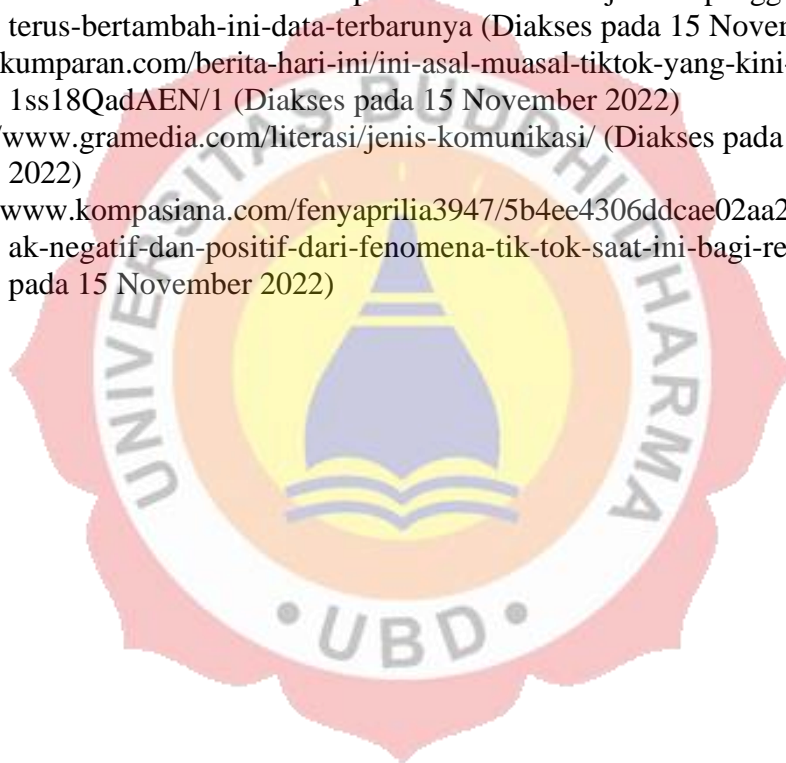 terus-bertambah-ini-data-terbarunya (Diakses pada 15 Novem
kumparan.com/berita-hari-ini/ini-asal-muasal-tiktok-yang-kini-
1ss18QadAEN/1 (Diakses pada 15 November 2022)
/www.gramedia.com/literasi/jenis-komunikasi/ (Diakses pada
2022)
www.kompasiana.com/fenyaprilia3947/5b4ee4306ddcae02aa2
ak-negatif-dan-positif-dari-fenomena-tik-tok-saat-ini-bagi-re
pada 15 November 2022)
UNIVERSITAS BUDDHI DHARMA
• UBD •